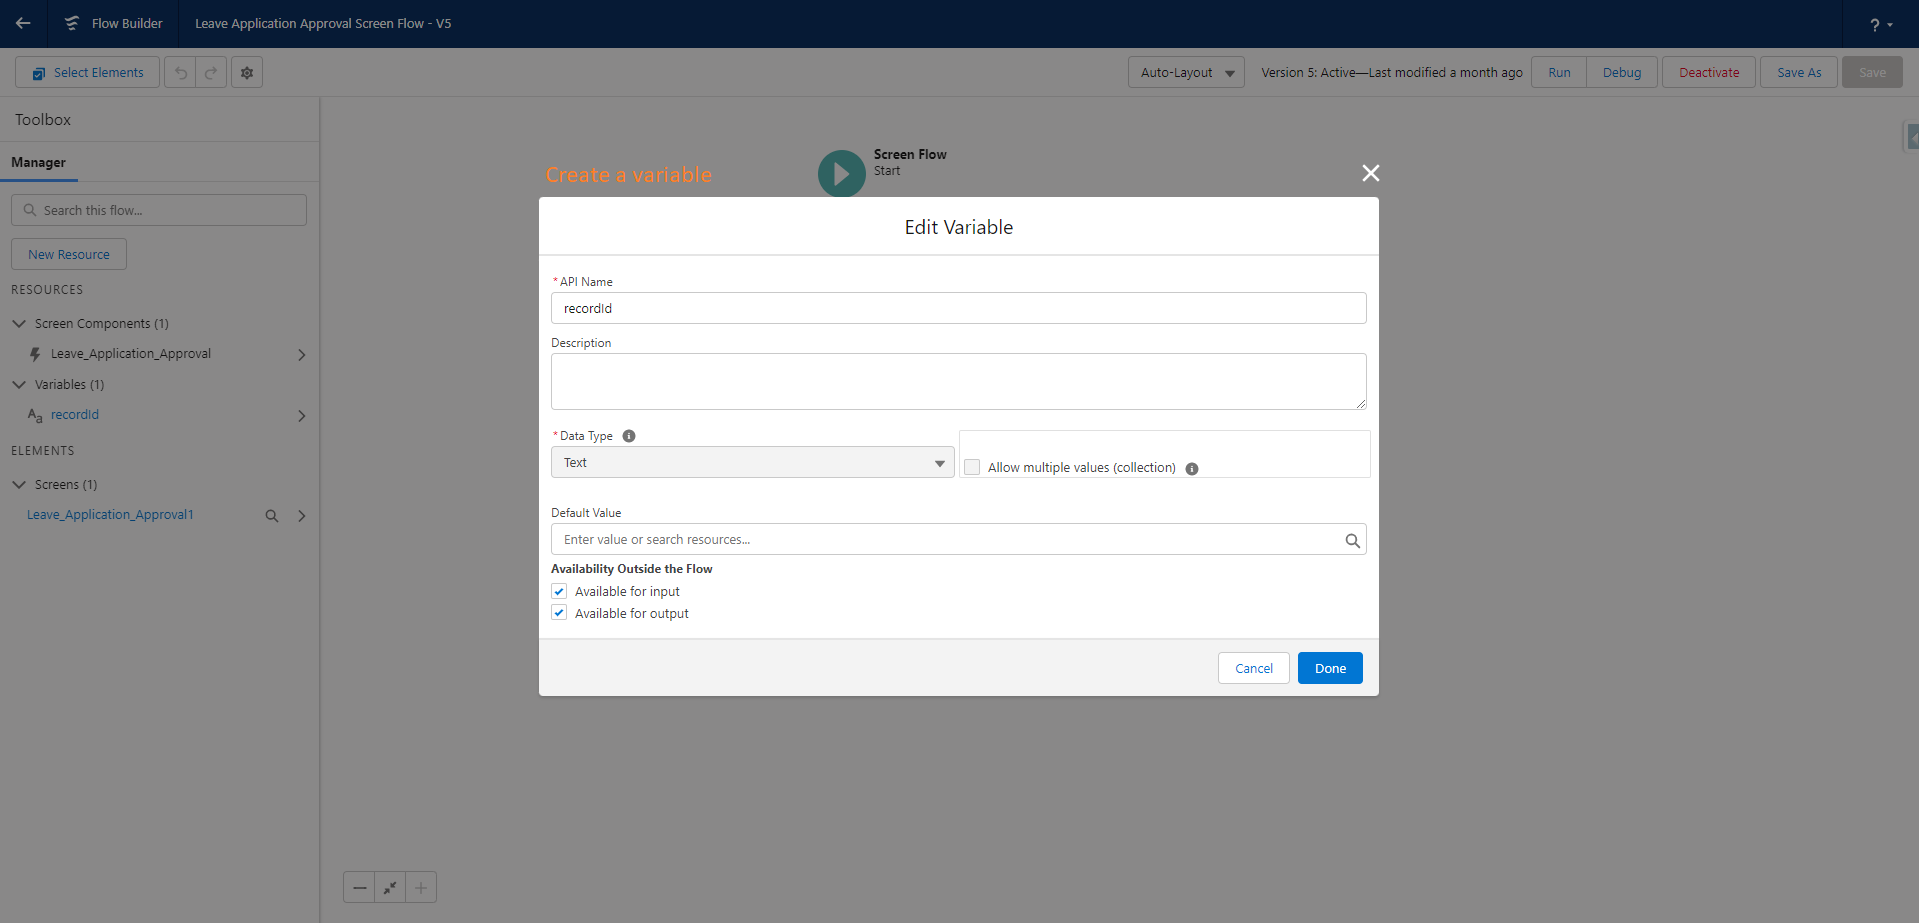 Flow Builder
Leave Application Approval Screen Flow - V5
?
Select Elements
Auto-Layout
Version 5: Active—Last modified a month ago
Run
Debug
Deactivate
Save As
Save
Toolbox
Manager
Search this flow...
New Resource
RESOURCES
Screen Components (1)
Leave_Application_Approval
Variables (1)
Aa recordId
ELEMENTS
Screens (1)
Leave_Application_Approval1
Screen Flow
Start
Create a variable
Edit Variable
* API Name
recordId
Description
* Data Type
Text
Allow multiple values (collection)
Default Value
Enter value or search resources...
Availability Outside the Flow
Available for input
Available for output
Cancel
Done